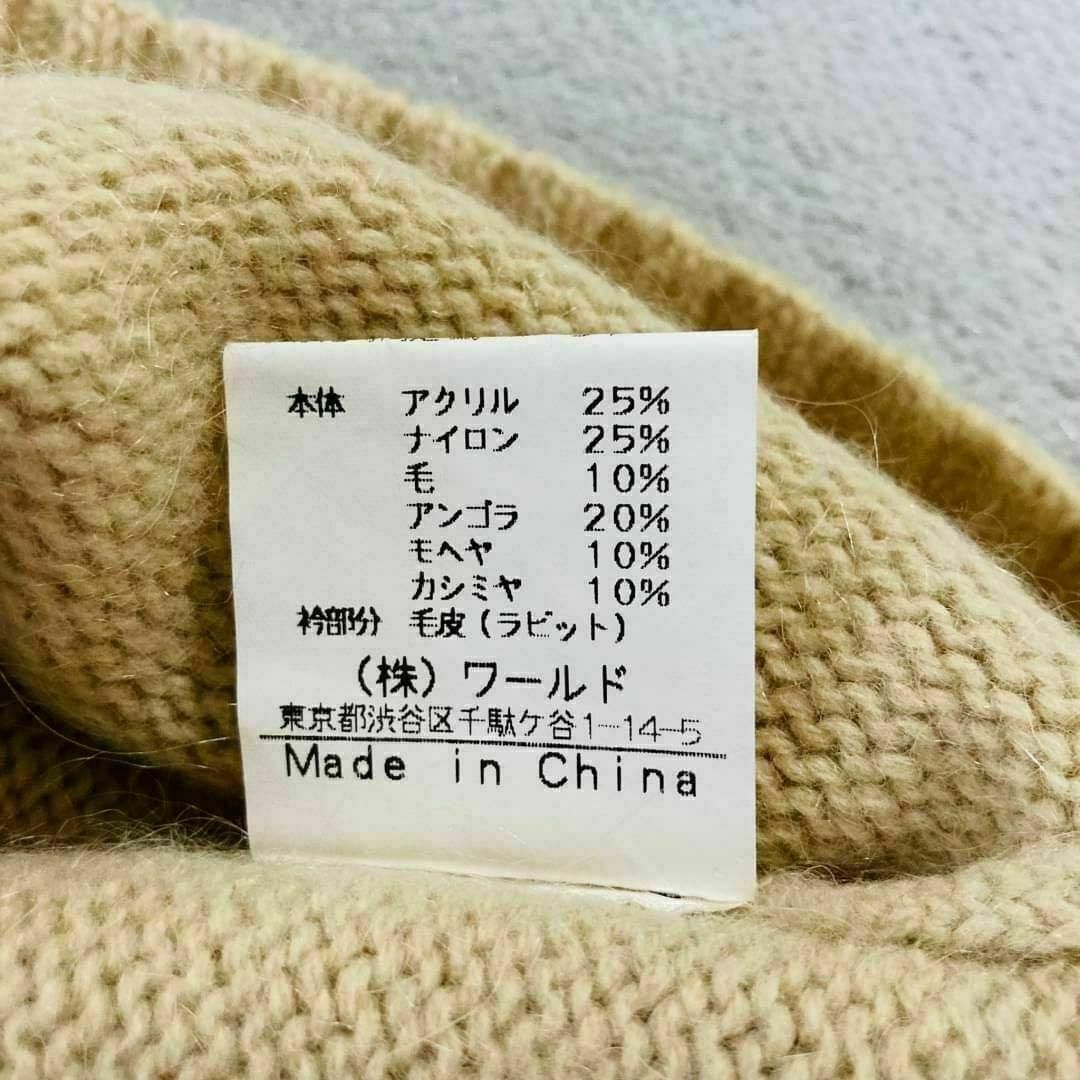 本体 アクリル 25%
ナイロン 25%
毛 10%
アンゴラ 20%
モヘヤ 10%
カシミヤ 10%
衿部分 毛皮(ラビット)
(株)ワールド
東京都渋谷区千駄ケ谷1-14-5
Made in China